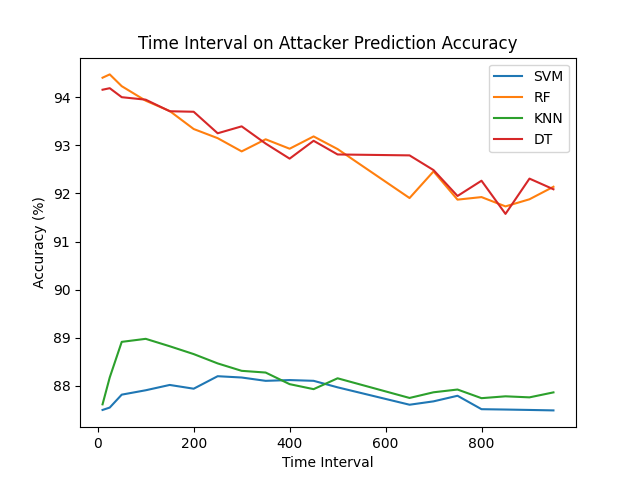 Time Interval on Attacker Prediction Accuracy
SVM
RF
KNN
DT
94
93
92
91
90
89
88
Accuracy (%)
0
200
400
600
800
Time Interval